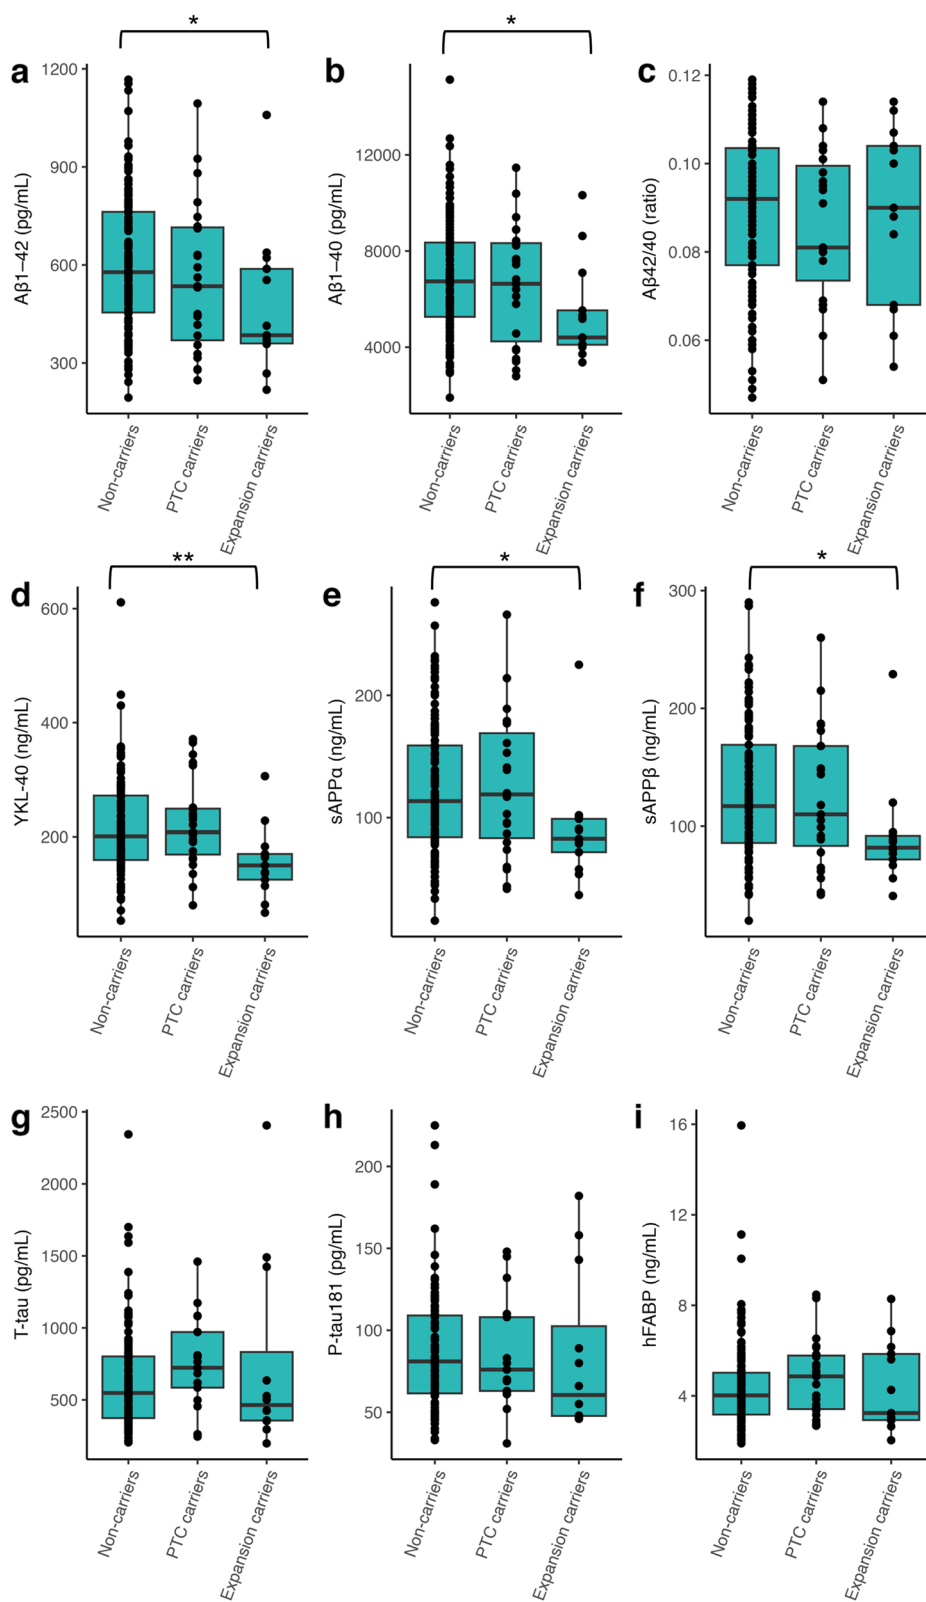 *
*
a
b
c
1200
900
600
300
Aβ1−42 (pg/mL)
12000
8000
4000
Aβ1−40 (pg/mL)
0.12
0.10
0.08
0.06
Aβ42/40 (ratio)
Non-carriers
PTC carriers
Expansion carriers
Non-carriers
PTC carriers
Expansion carriers
Non-carriers
PTC carriers
Expansion carriers
**
*
*
d
e
f
600
400
200
YKL-40 (ng/mL)
200
100
sAPPα (ng/mL)
300
200
100
sAPPβ (ng/mL)
Non-carriers
PTC carriers
Expansion carriers
Non-carriers
PTC carriers
Expansion carriers
Non-carriers
PTC carriers
Expansion carriers
g
h
i
2500
2000
1500
1000
500
T-tau (pg/mL)
200
150
100
50
P-tau181 (pg/mL)
16
12
8
4
hFABP (ng/mL)
Non-carriers
PTC carriers
Expansion carriers
Non-carriers
PTC carriers
Expansion carriers
Non-carriers
PTC carriers
Expansion carriers